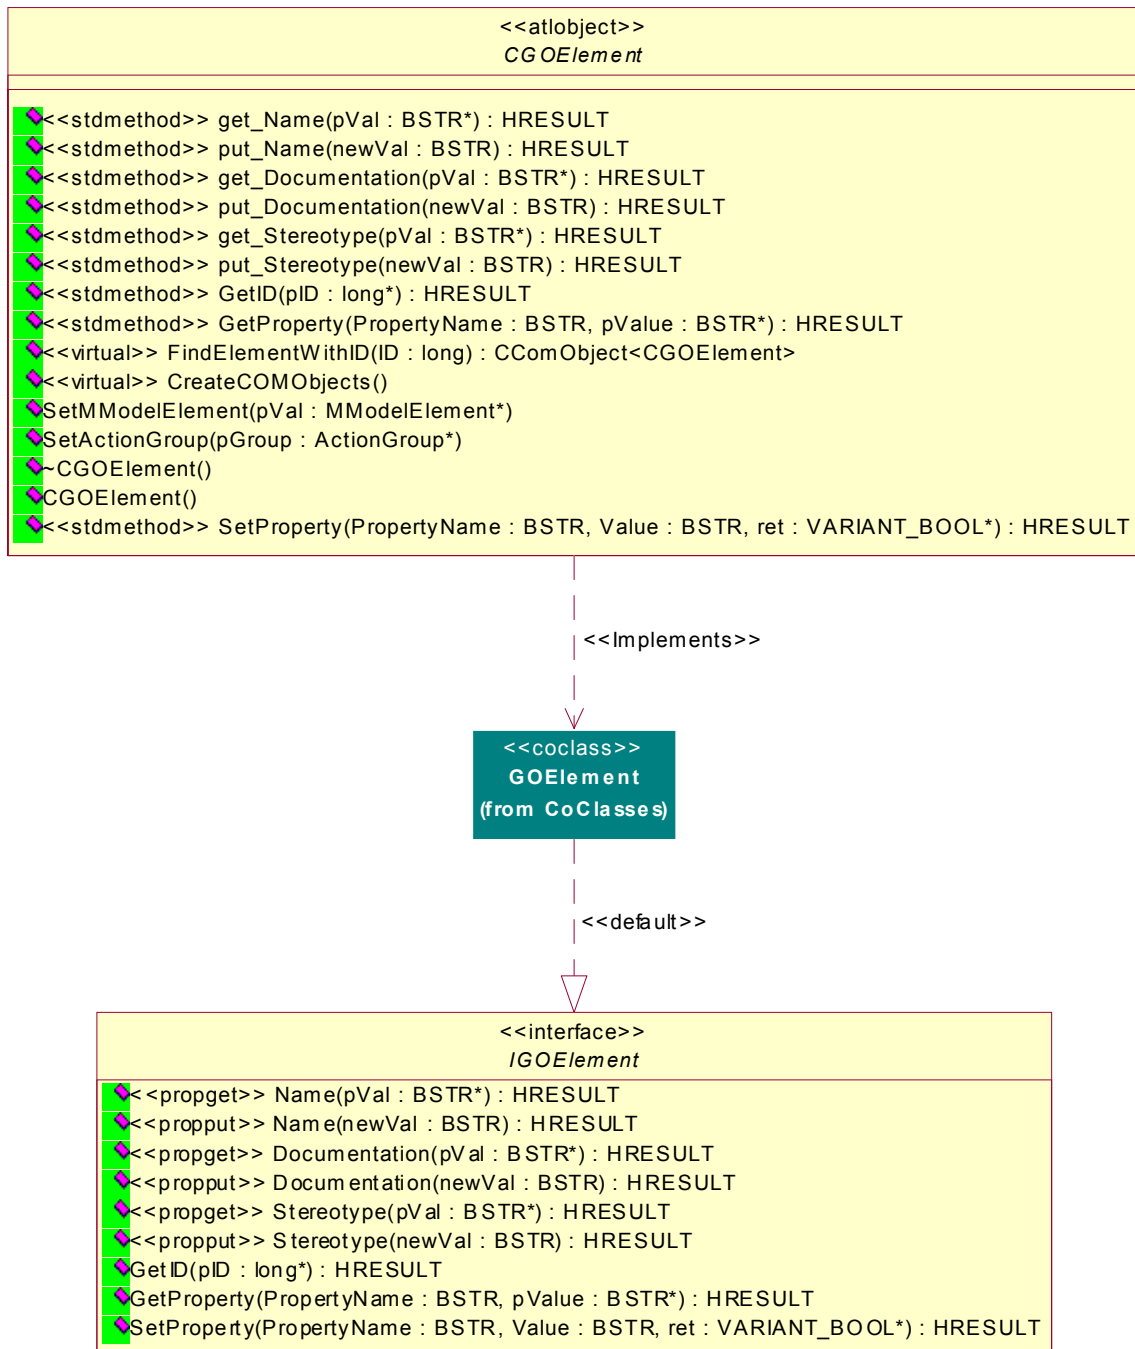 <<atlobject>>
CGOElement
<<stdmethod>> get_Name(pVal : BSTR*) : HRESULT
<<stdmethod>> put_Name(newVal : BSTR) : HRESULT
<<stdmethod>> get_Documentation(pVal : BSTR*) : HRESULT
<<stdmethod>> put_Documentation(newVal : BSTR) : HRESULT
<<stdmethod>> get_Stereotype(pVal : BSTR*) : HRESULT
<<stdmethod>> put_Stereotype(newVal : BSTR) : HRESULT
<<stdmethod>> GetID(pID : long*) : HRESULT
<<stdmethod>> GetProperty(PropertyName : BSTR, pValue : BSTR*) : HRESULT
<<virtual>> FindElementWithID(ID : long) : CComObject<CGOElement>
<<virtual>> CreateCOMObjects()
SetMModelElement(pVal : MModelElement*)
SetActionGroup(pGroup : ActionGroup*)
~CGOElement()
CGOElement()
<<stdmethod>> SetProperty(PropertyName : BSTR, Value : BSTR, ret : VARIANT_BOOL*) : HRESULT
<<Implements>>
<<coclass>>
GOElement
(from CoClasses)
<<default>>
<<interface>>
IGOElement
<<propget>> Name(pVal : BSTR*) : HRESULT
<<propput>> Name(newVal : BSTR) : HRESULT
<<propget>> Documentation(pVal : BSTR*) : HRESULT
<<propput>> Documentation(newVal : BSTR) : HRESULT
<<propget>> Stereotype(pVal : BSTR*) : HRESULT
<<propput>> Stereotype(newVal : BSTR) : HRESULT
GetID(pID : long*) : HRESULT
GetProperty(PropertyName : BSTR, pValue : BSTR*) : HRESULT
SetProperty(PropertyName : BSTR, Value : BSTR, ret : VARIANT_BOOL*) : HRESULT